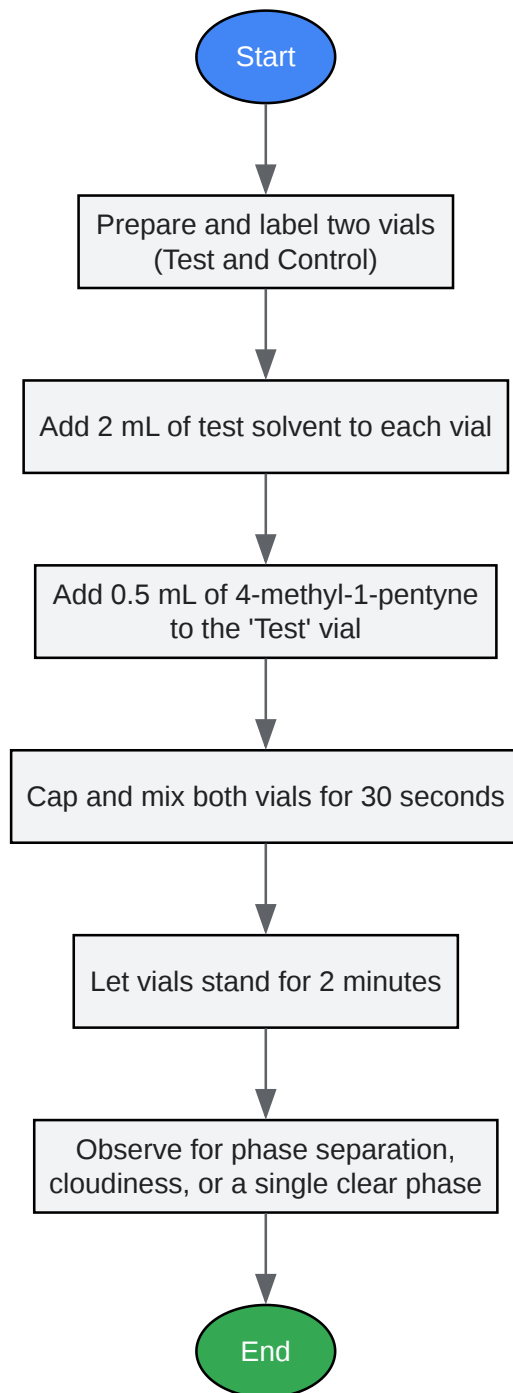 Start
Prepare and label two vials
(Test and Control)
Add 2 mL of test solvent to each vial
Add 0.5 mL of 4-methyl-1-pentyne
to the 'Test' vial
Cap and mix both vials for 30 seconds
Let vials stand for 2 minutes
Observe for phase separation,
cloudiness, or a single clear phase
End